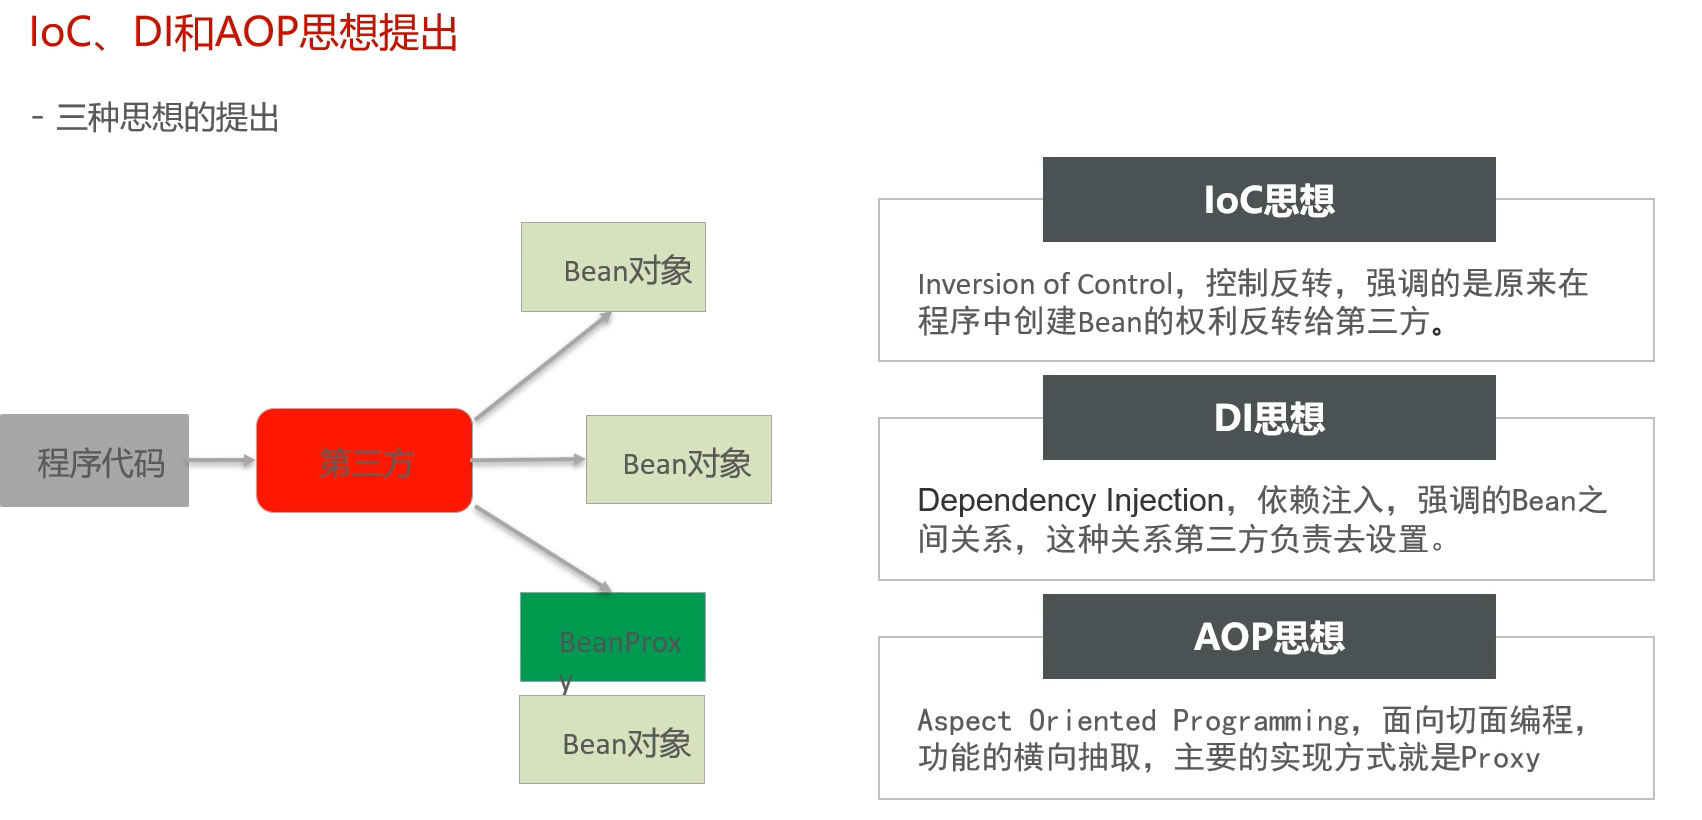 IoC、DI和AOP思想提出
- 三种思想的提出
Bean对象
程序代码
第三方
Bean对象
BeanProx
y
Bean对象
IoC思想
Inversion of Control，控制反转，强调的是原来在
程序中创建Bean的权利反转给第三方。
DI思想
Dependency Injection，依赖注入，强调的Bean之
间关系，这种关系第三方负责去设置。
AOP思想
Aspect Oriented Programming，面向切面编程，
功能的横向抽取，主要的实现方式就是Proxy